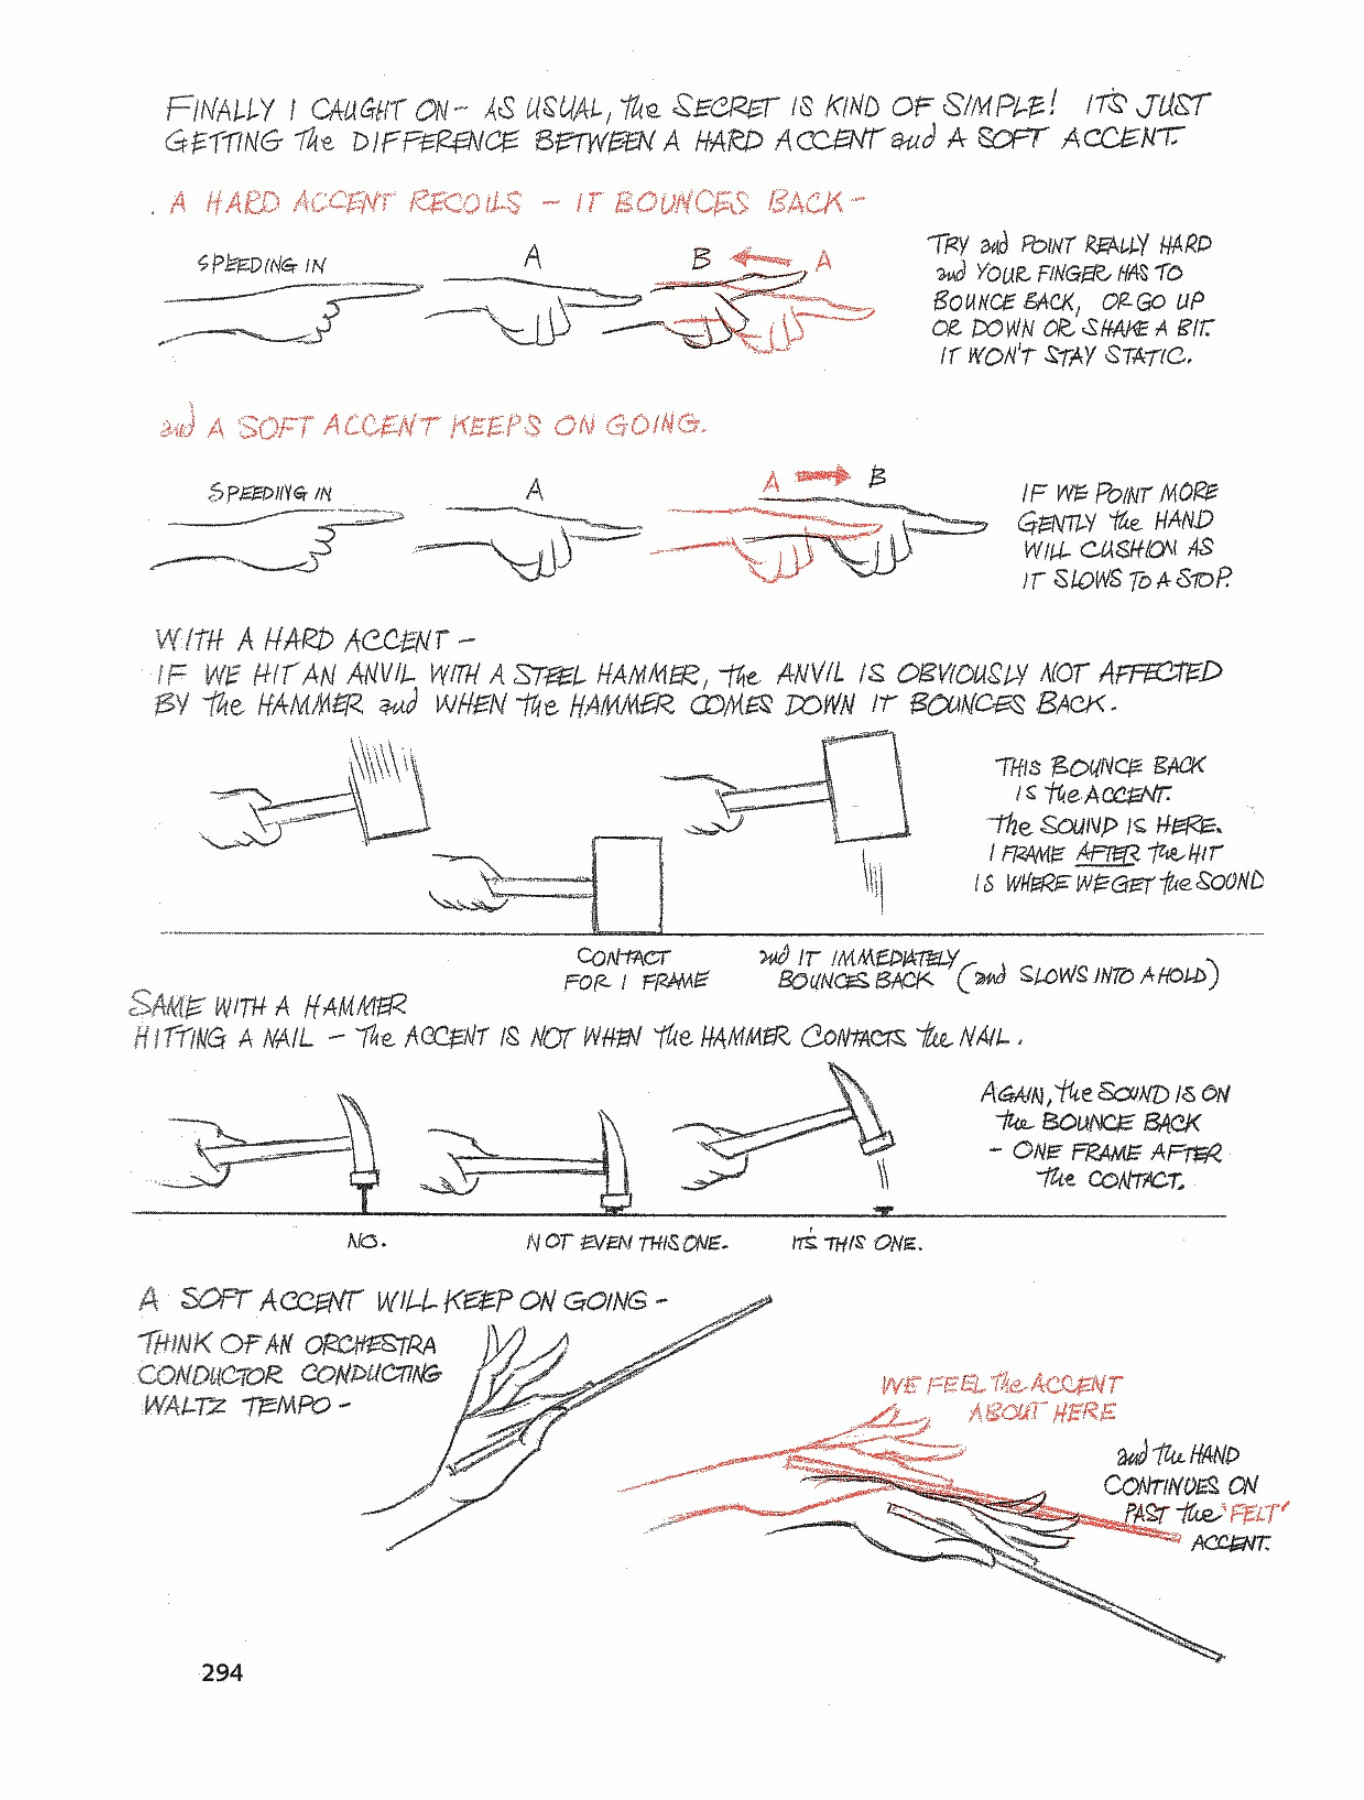 FINALLY I CAUGHT ON - AS USUAL, The SECRET IS KIND OF SIMPLE! IT'S JUST
GETTING The DIFFERENCE BETWEEN A HARD ACCENT and A SOFT ACCENT.
A HARD ACCENT RECOILS - IT BOUNCES BACK -
SPEEDING IN
A
B
A
TRY and POINT REALLY HARD
and YOUR FINGER HAS TO
BOUNCE BACK, OR GO UP
OR DOWN OR SHAKE A BIT.
IT WON'T STAY STATIC.
and A SOFT ACCENT KEEPS ON GOING.
SPEEDING IN
A
A
B
IF WE POINT MORE
GENTLY the HAND
WILL CUSHION AS
IT SLOWS TO A STOP.
WITH A HARD ACCENT -
IF WE HIT AN ANVIL WITH A STEEL HAMMER, the ANVIL IS OBVIOUSLY NOT AFFECTED
BY the HAMMER and WHEN the HAMMER COMES DOWN IT BOUNCES BACK.
THIS BOUNCE BACK
IS the ACCENT.
The SOUND IS HERE.
1 FRAME AFTER the HIT
IS WHERE WE GET the SOUND
CONTACT
FOR 1 FRAME
and IT IMMEDIATELY
BOUNCES BACK (and SLOWS INTO A HOLD)
SAME WITH A HAMMER
HITTING A NAIL - The ACCENT IS NOT WHEN the HAMMER CONTACTS the NAIL.
AGAIN, the SOUND IS ON
the BOUNCE BACK
- ONE FRAME AFTER
the CONTACT.
NO.
NOT EVEN THIS ONE.
IT'S THIS ONE.
A SOFT ACCENT WILL KEEP ON GOING -
THINK OF AN ORCHESTRA
CONDUCTOR CONDUCTING
WALTZ TEMPO -
WE FEEL The ACCENT
ABOUT HERE
and The HAND
CONTINUES ON
PAST the 'FELT'
ACCENT.
294